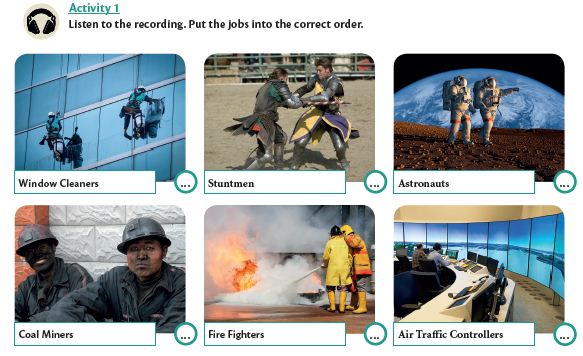 Activity 1
Listen to the recording. Put the jobs into the correct order.
Window Cleaners
...
Stuntmen
...
Astronauts
...
Coal Miners
...
Fire Fighters
...
Air Traffic Controllers
...